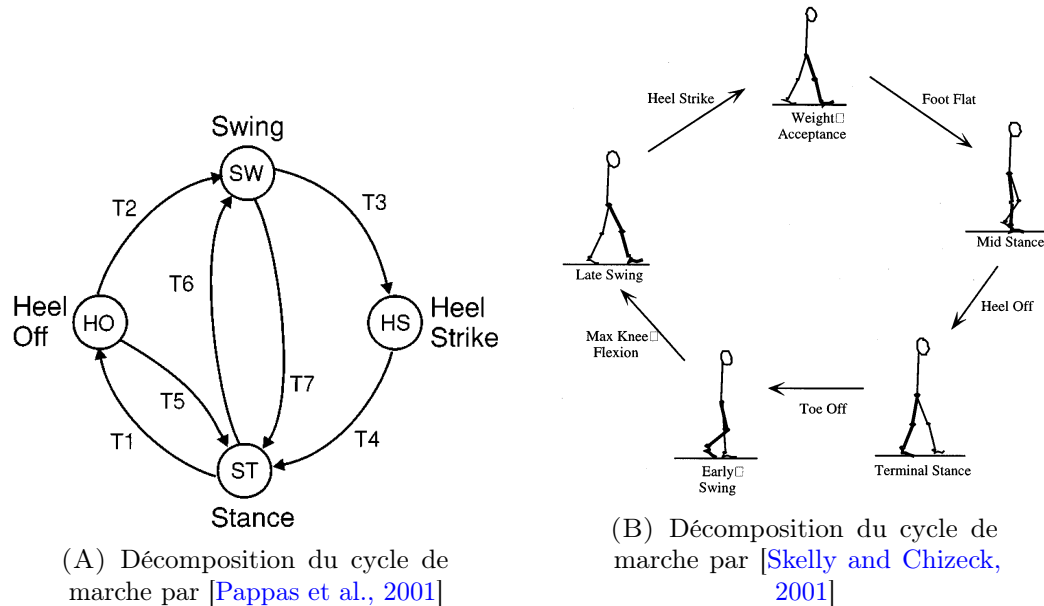 Swing
SW
T2
T3
T6
Heel
Off
HO
HS
Heel
Strike
T7
T5
T1
T4
ST
Stance
(A) Décomposition du cycle de
marche par [Pappas et al., 2001]
Heel Strike
Foot Flat
Weight
Acceptance
Mid Stance
Late Swing
Heel Off
Max Knee
Flexion
Toe Off
Early
Swing
Terminal Stance
(B) Décomposition du cycle de
marche par [Skelly and Chizeck,
2001]